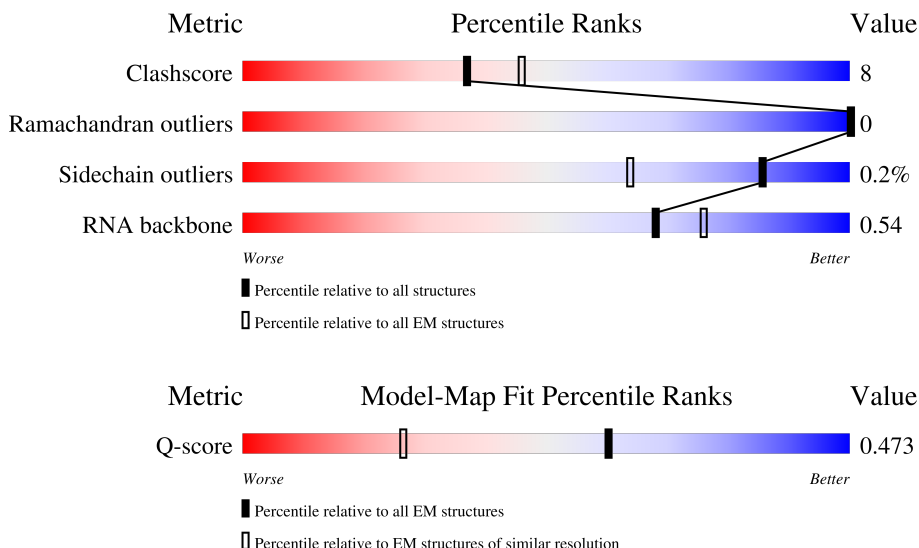 Metric Percentile Ranks Value
Clashscore 8
Ramachandran outliers 0
Sidechain outliers 0.2%
RNA backbone 0.54
Worse Better
Percentile relative to all structures
Percentile relative to all EM structures
Metric Model-Map Fit Percentile Ranks Value
Q-score 0.473
Worse Better
Percentile relative to all EM structures
Percentile relative to EM structures of similar resolution